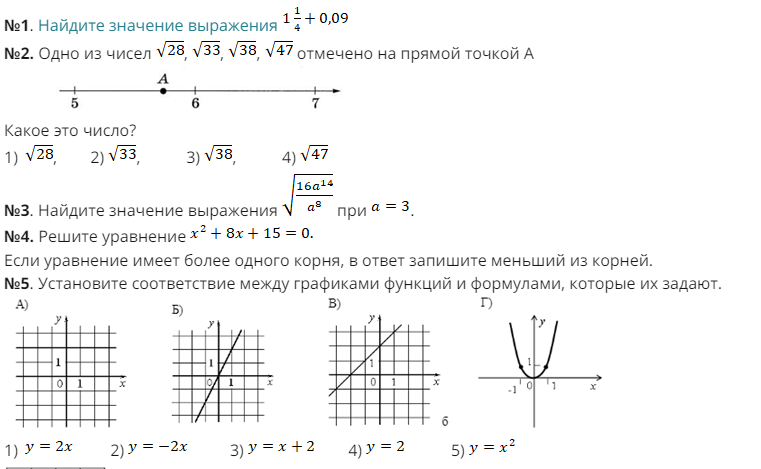 №1. Найдите значение выражения 1 1/4 + 0,09
№2. Одно из чисел √28, √33, √38, √47 отмечено на прямой точкой А
A
5 6 7
Какое это число?
1) √28, 2) √33, 3) √38, 4) √47
№3. Найдите значение выражения √(16a¹⁴/a⁸) при a = 3.
№4. Решите уравнение x² + 8x + 15 = 0.
Если уравнение имеет более одного корня, в ответ запишите меньший из корней.
№5. Установите соответствие между графиками функций и формулами, которые их задают.
А) Б) В) Г)
y y y y
1 1 1 1
0 1 x 0 1 x 0 1 x -1 0 1 x
б
1) y = 2x 2) y = −2x 3) y = x + 2 4) y = 2 5) y = x²